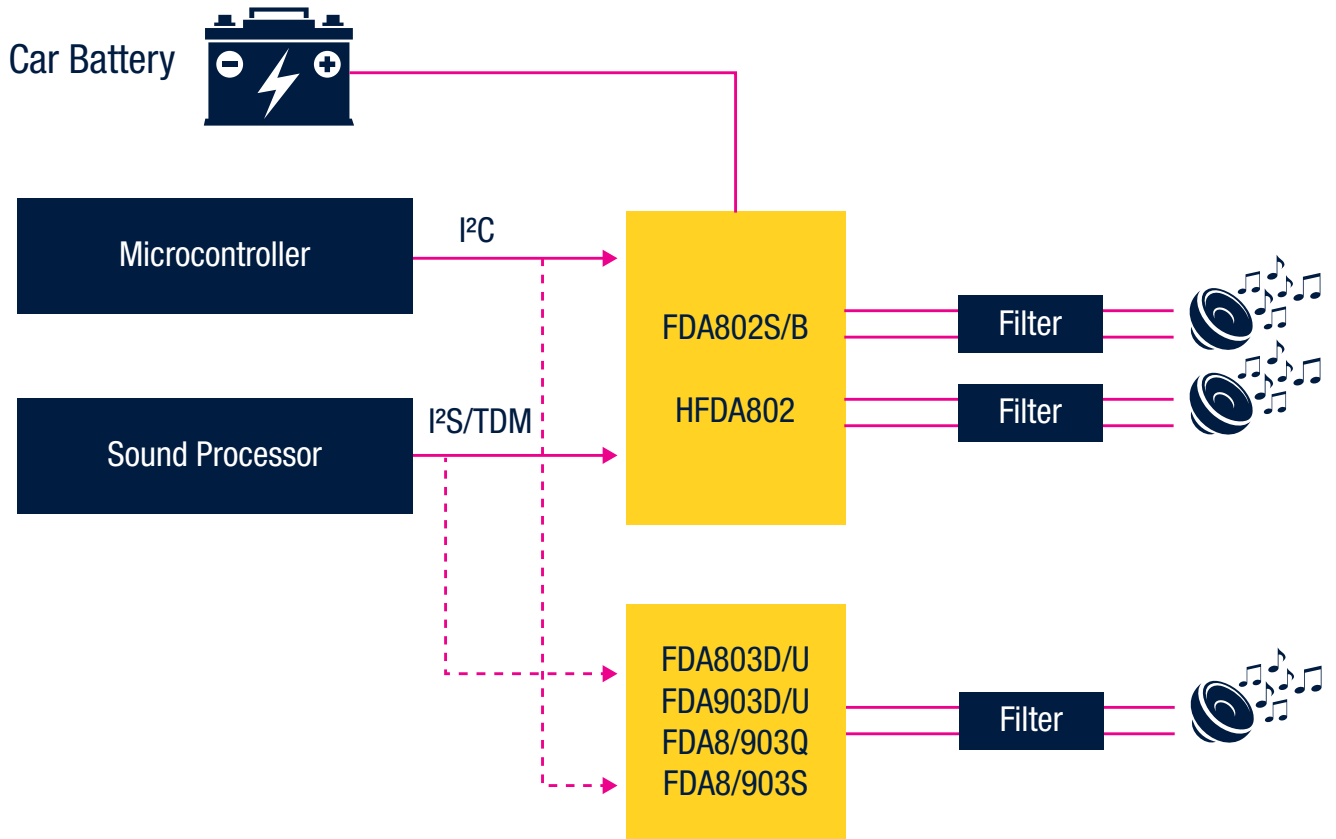 Car Battery
Microcontroller
I²C
Sound Processor
I²S/TDM
FDA802S/B
HFDA802
Filter
Filter
FDA803D/U
FDA903D/U
FDA8/903Q
FDA8/903S
Filter